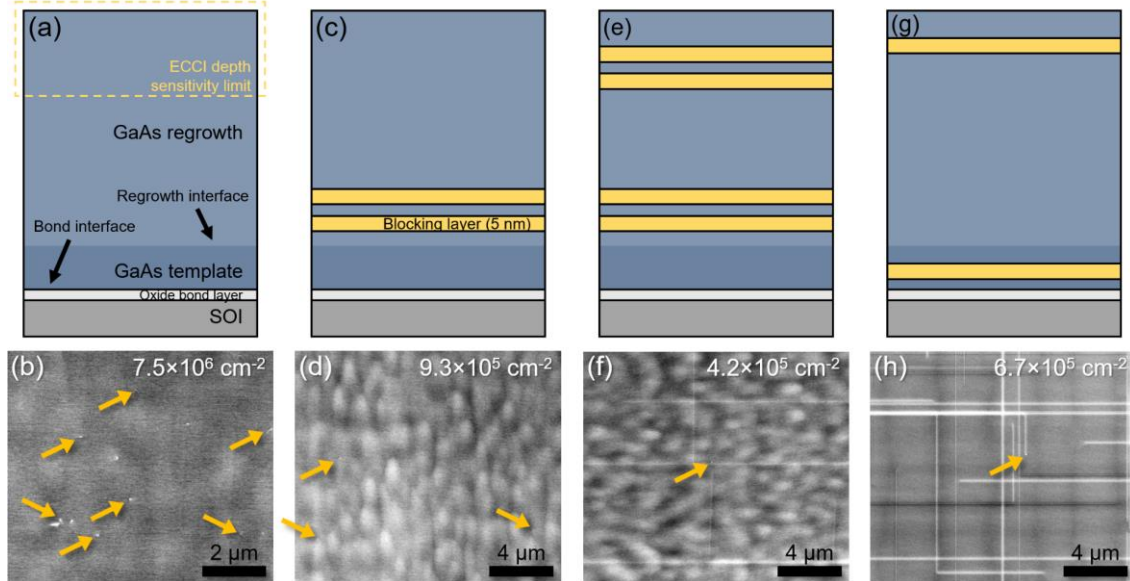 (a)
ECCI depth
sensitivity limit
GaAs regrowth
Regrowth interface
Bond interface
GaAs template
Oxide bond layer
SOI
(c)
Blocking layer (5 nm)
(e)
(g)
(b)
7.5×10⁶ cm⁻²
2 μm
(d)
9.3×10⁵ cm⁻²
4 μm
(f)
4.2×10⁵ cm⁻²
4 μm
(h)
6.7×10⁵ cm⁻²
4 μm